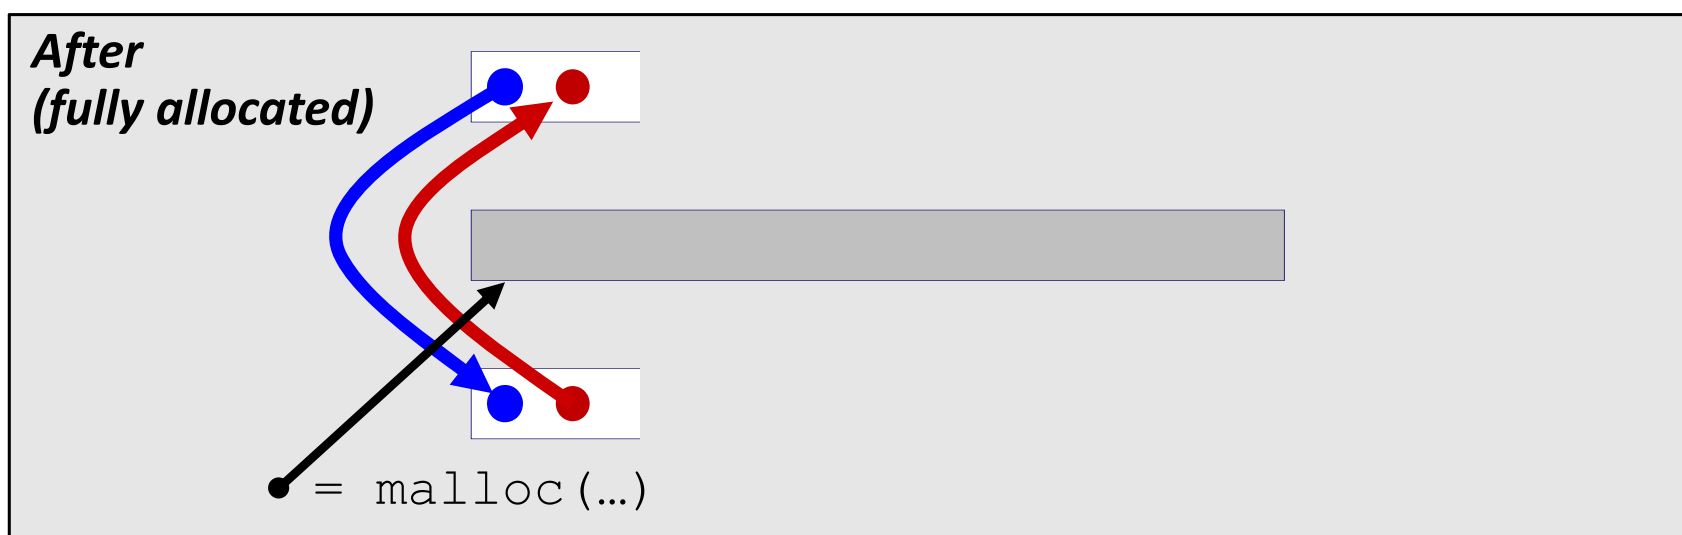 After
(fully allocated)
= malloc(…)